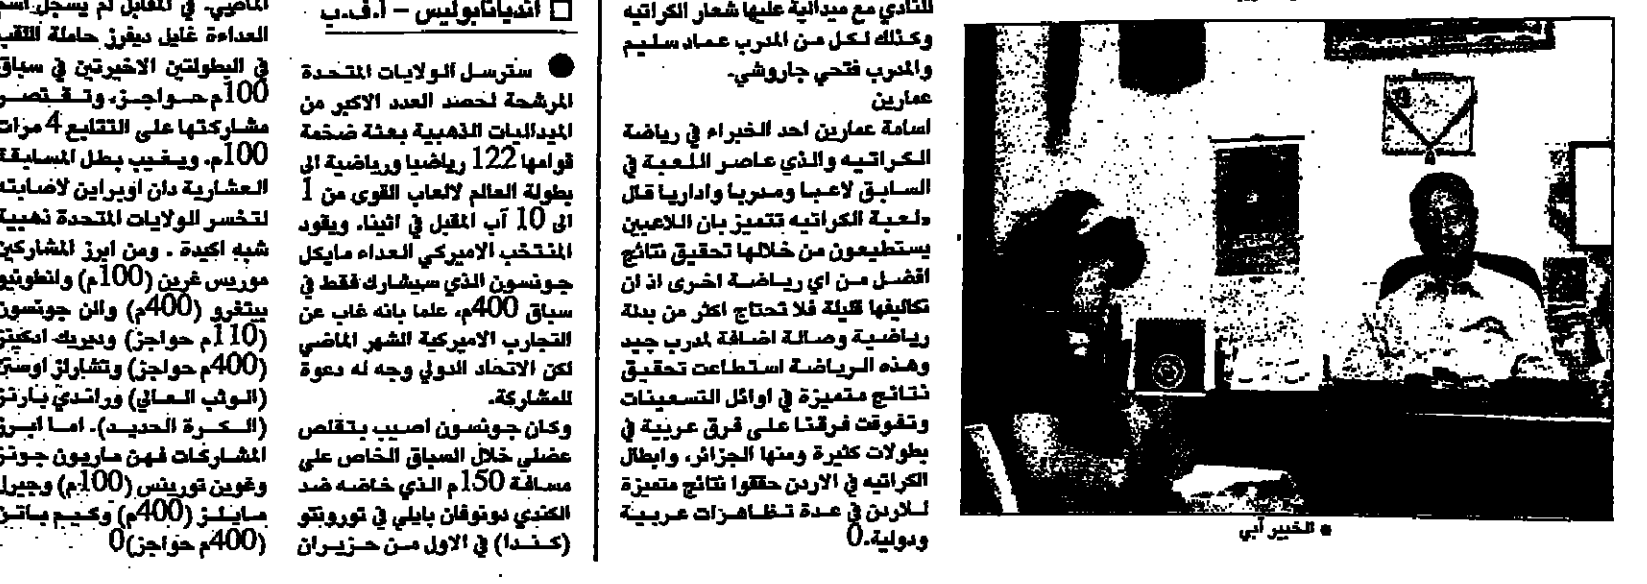 للنادي مع ميدالية عليها شعار الكراتيه
وكذلك لكل من المدرب عماد سليم
والمدرب فتحي جاروشي.
عمارين
اسامة عمارين احد الخبراء في رياضة
الكراتيه والذي عاصر اللعبة في
السابق لاعبا ومدربا واداريا قال
«لعبة الكراتيه تتميز بان اللاعبين
يستطيعون من خلالها تحقيق نتائج
افضل من اي رياضة اخرى اذ ان
تكاليفها قليلة فلا تحتاج اكثر من بدلة
رياضية وصالة اضافة لمدرب جيد
وهذه الرياضة استطاعت تحقيق
نتائج متميزة في اوائل التسعينات
وتفوقت فرقنا على فرق عربية في
بطولات كثيرة ومنها الجزائر، وابطال
الكراتيه في الاردن حققوا نتائج متميزة
للاردن في عدة تظاهرات عربية
ودولية.0
● الخبير آبي
□ انديانابوليس – أ.ف.ب
● سترسل الولايات المتحدة
المرشحة لحصد العدد الاكبر من
الميداليات الذهبية بعثة ضخمة
قوامها 122 رياضيا ورياضية الى
بطولة العالم لالعاب القوى من 1
الى 10 آب المقبل في اثينا. ويقود
المنتخب الاميركي العداء مايكل
جونسون الذي سيشارك فقط في
سباق 400م، علما بانه غاب عن
التجارب الاميركية الشهر الماضي
لكن الاتحاد الدولي وجه له دعوة
للمشاركة.
وكان جونسون اصيب بتقلص
عضلي خلال السباق الخاص على
مسافة 150م الذي خاضه ضد
الكندي دونوفان بايلي في تورونتو
(كندا) في الاول من حزيران
الماضي. في المقابل لم يسجل اسم
العداءة غايل ديفرز حاملة اللقب
في البطولتين الاخيرتين في سباق
100م حواجز، وتقتصر
مشاركتها على التتابع 4 مرات
100م. ويغيب بطل المسابقة
العشارية دان اوبراين لاصابته
لتخسر الولايات المتحدة ذهبية
شبه اكيدة . ومن ابرز المشاركين
موريس غرين (100م) وانطونيو
بيتغرو (400م) والن جونسون
(110م حواجز) وديريك ادكينز
(400م حواجز) وتشارلز اوستن
(الوثب العالي) وراندي بارنز
(الكرة الحديد). اما ابرز
المشاركات فهن ماريون جونز
وغوين تورينس (100م) وجيرل
مايلز (400م) وكيم باتن
(400م حواجز)0